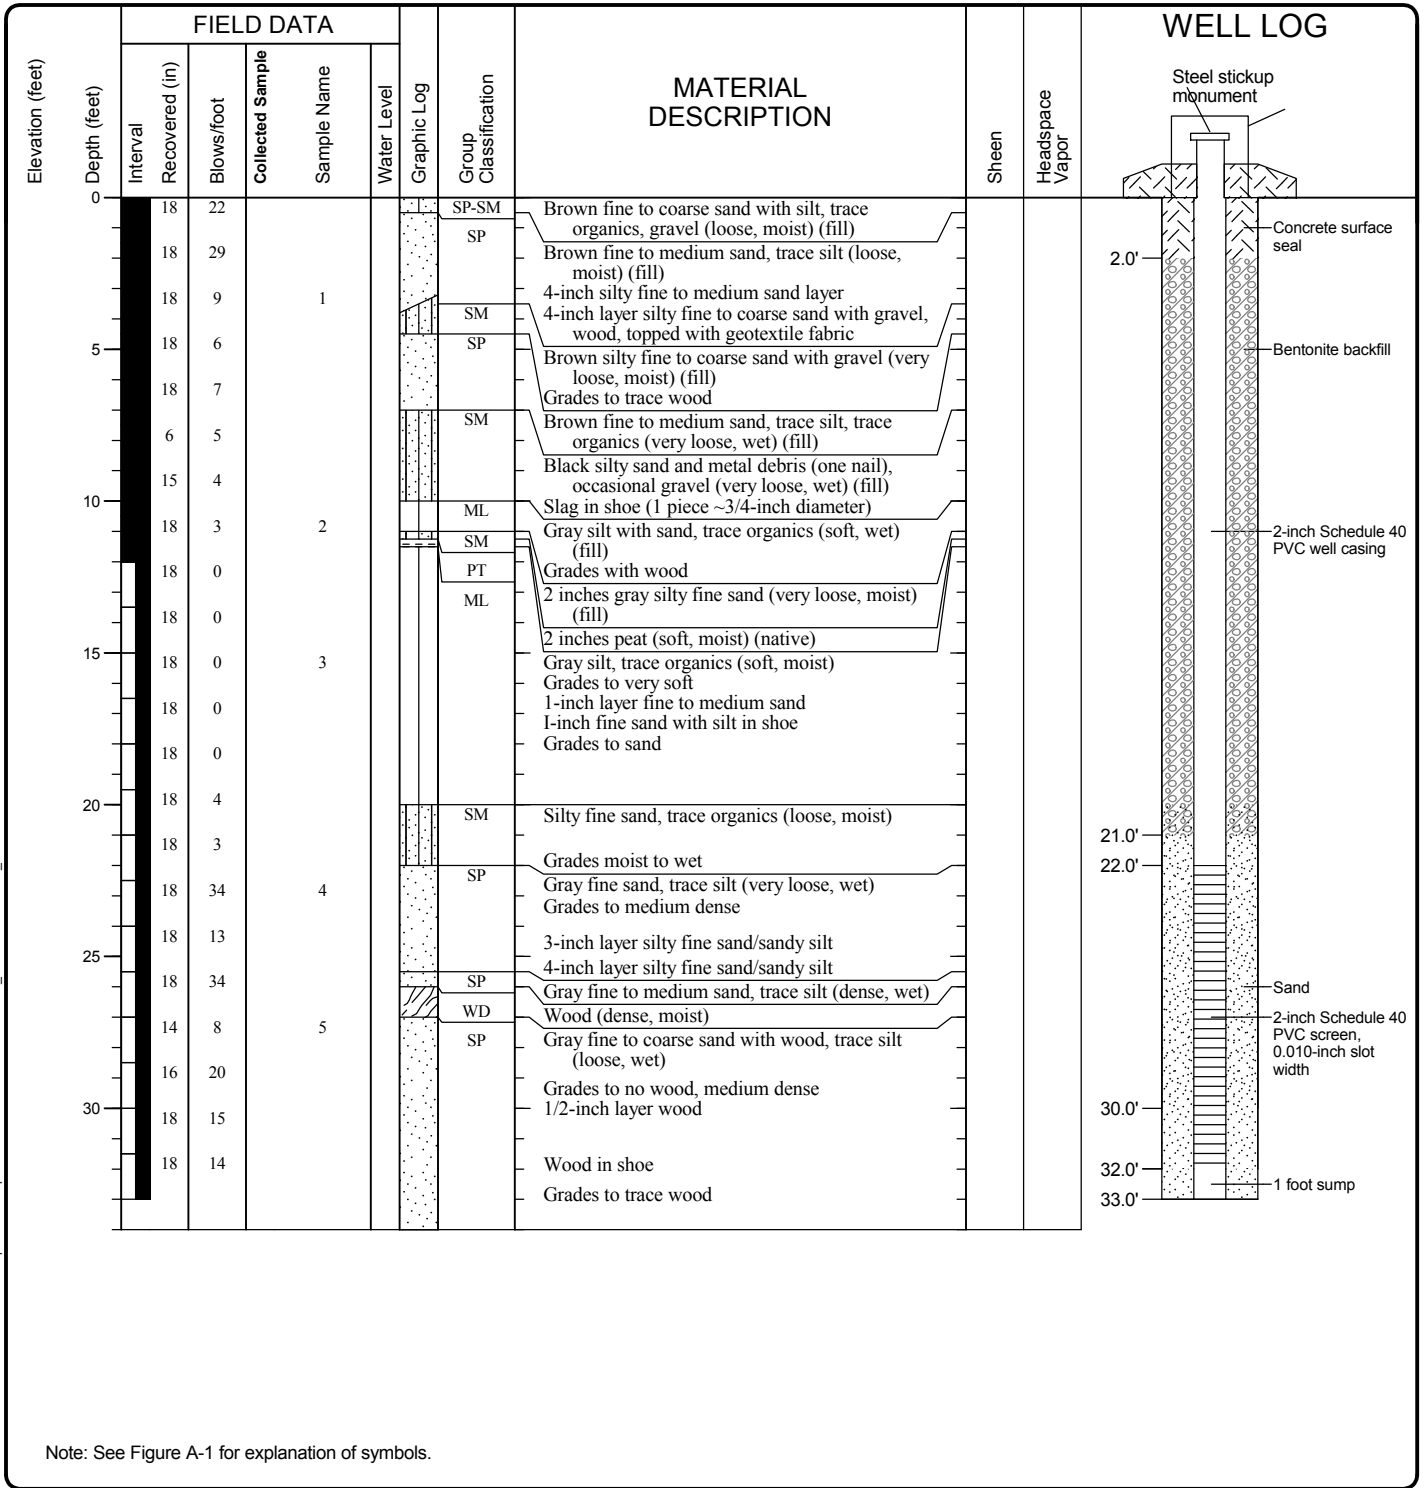 FIELD DATA
WELL LOG
Elevation (feet)
Depth (feet)
Interval
Recovered (in)
Blows/foot
Collected Sample
Sample Name
Water Level
Graphic Log
Group
Classification
MATERIAL
DESCRIPTION
Sheen
Headspace
Vapor
Steel stickup
monument
0
18 22
SP-SM
Brown fine to coarse sand with silt, trace
organics, gravel (loose, moist) (fill)
Concrete surface
seal
SP
18 29
Brown fine to medium sand, trace silt (loose,
moist) (fill)
2.0'
4-inch silty fine to medium sand layer
18 9 1
SM
4-inch layer silty fine to coarse sand with gravel,
wood, topped with geotextile fabric
5
18 6
SP
Bentonite backfill
Brown silty fine to coarse sand with gravel (very
loose, moist) (fill)
18 7
Grades to trace wood
SM
Brown fine to medium sand, trace silt, trace
organics (very loose, wet) (fill)
6 5
Black silty sand and metal debris (one nail),
occasional gravel (very loose, wet) (fill)
15 4
10
ML
Slag in shoe (1 piece ~3/4-inch diameter)
18 3 2
Gray silt with sand, trace organics (soft, wet)
(fill)
2-inch Schedule 40
PVC well casing
SM
18 0
PT
Grades with wood
ML
2 inches gray silty fine sand (very loose, moist)
(fill)
18 0
2 inches peat (soft, moist) (native)
15
18 0 3
Gray silt, trace organics (soft, moist)
Grades to very soft
1-inch layer fine to medium sand
18 0
I-inch fine sand with silt in shoe
18 0
Grades to sand
18 4
20
SM
Silty fine sand, trace organics (loose, moist)
21.0'
18 3
Grades moist to wet
22.0'
SP
18 34 4
Gray fine sand, trace silt (very loose, wet)
Grades to medium dense
18 13
3-inch layer silty fine sand/sandy silt
25
4-inch layer silty fine sand/sandy silt
18 34
SP
Gray fine to medium sand, trace silt (dense, wet)
Sand
WD
Wood (dense, moist)
2-inch Schedule 40
PVC screen,
0.010-inch slot
width
14 8 5
SP
Gray fine to coarse sand with wood, trace silt
(loose, wet)
16 20
Grades to no wood, medium dense
30
1/2-inch layer wood
30.0'
18 15
18 14
Wood in shoe
32.0'
1 foot sump
Grades to trace wood
33.0'
Note: See Figure A-1 for explanation of symbols.